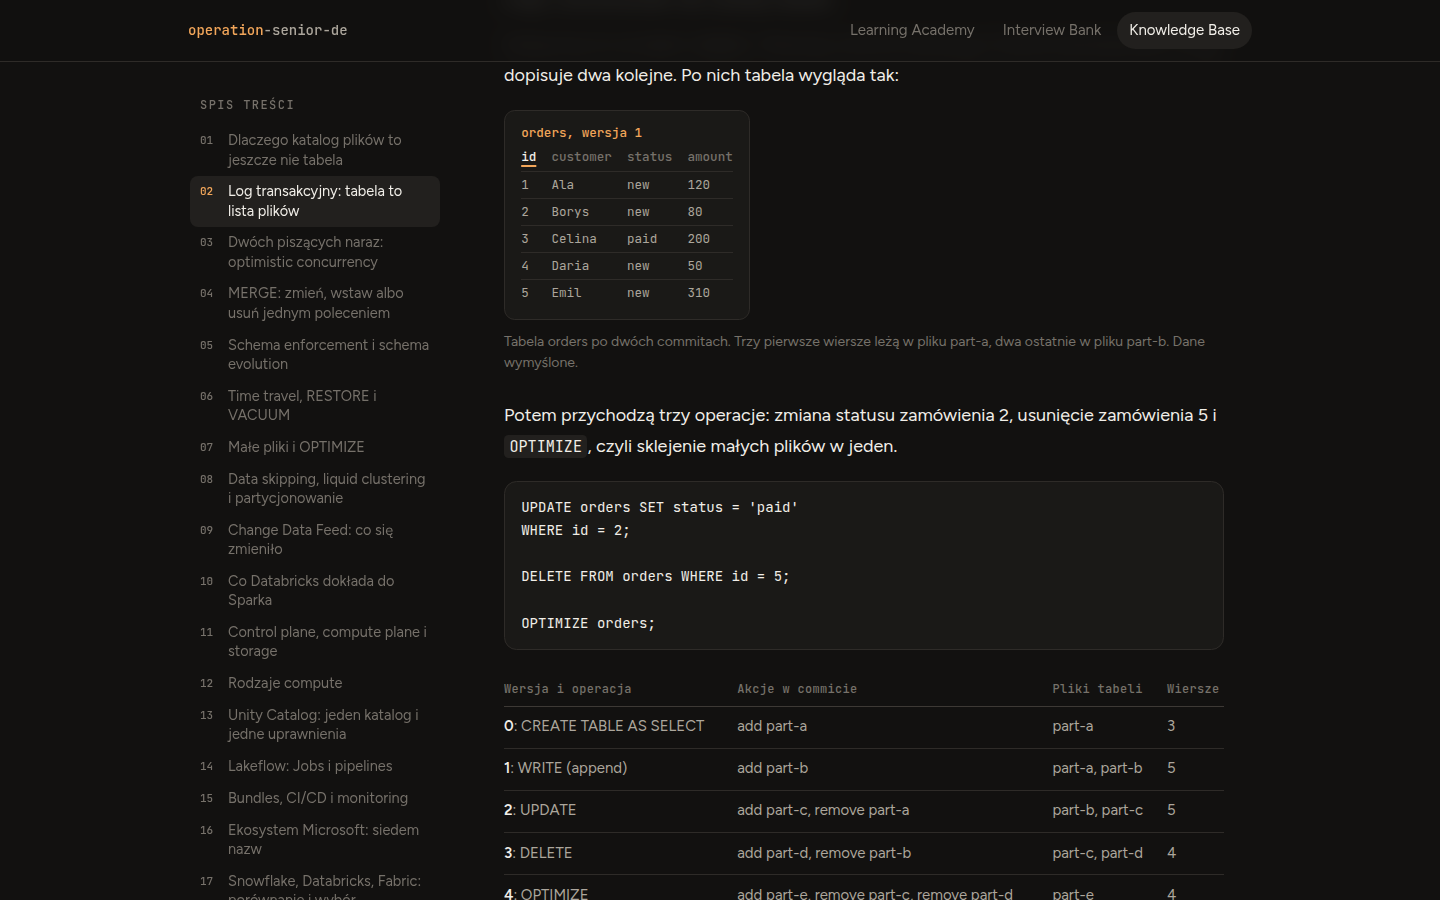 operation-senior-de
Learning Academy
Interview Bank
Knowledge Base
SPIS TREŚCI
01 Dlaczego katalog plików to
jeszcze nie tabela
02 Log transakcyjny: tabela to
lista plików
03 Dwóch piszących naraz:
optimistic concurrency
04 MERGE: zmień, wstaw albo
usuń jednym poleceniem
05 Schema enforcement i schema
evolution
06 Time travel, RESTORE i
VACUUM
07 Małe pliki i OPTIMIZE
08 Data skipping, liquid clustering
i partycjonowanie
09 Change Data Feed: co się
zmieniło
10 Co Databricks dokłada do
Sparka
11 Control plane, compute plane i
storage
12 Rodzaje compute
13 Unity Catalog: jeden katalog i
jedne uprawnienia
14 Lakeflow: Jobs i pipelines
15 Bundles, CI/CD i monitoring
16 Ekosystem Microsoft: siedem
nazw
17 Snowflake, Databricks, Fabric:
porównanie i wybór
dopisuje dwa kolejne. Po nich tabela wygląda tak:
orders, wersja 1
id customer status amount
1 Ala new 120
2 Borys new 80
3 Celina paid 200
4 Daria new 50
5 Emil new 310
Tabela orders po dwóch commitach. Trzy pierwsze wiersze leżą w pliku part-a, dwa ostatnie w pliku part-b. Dane
wymyślone.
Potem przychodzą trzy operacje: zmiana statusu zamówienia 2, usunięcie zamówienia 5 i
OPTIMIZE, czyli sklejenie małych plików w jeden.
UPDATE orders SET status = 'paid'
WHERE id = 2;
DELETE FROM orders WHERE id = 5;
OPTIMIZE orders;
Wersja i operacja Akcje w commicie Pliki tabeli Wiersze
0: CREATE TABLE AS SELECT add part-a part-a 3
1: WRITE (append) add part-b part-a, part-b 5
2: UPDATE add part-c, remove part-a part-b, part-c 5
3: DELETE add part-d, remove part-b part-c, part-d 4
4: OPTIMIZE add part-e, remove part-c, remove part-d part-e 4